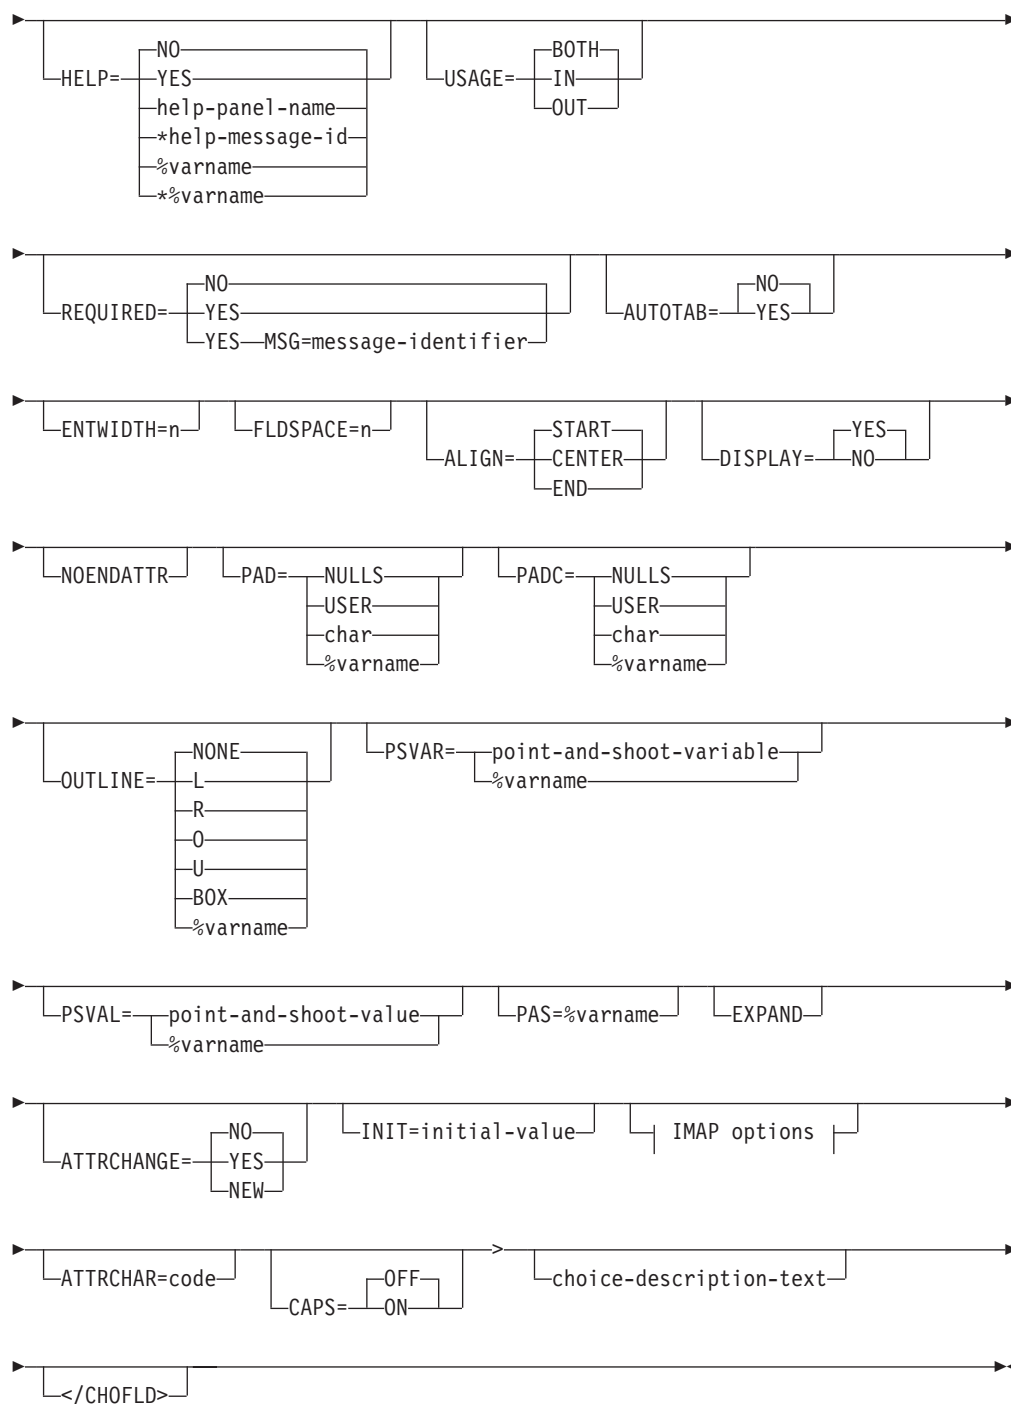 NO BOTH
HELP= YES USAGE= IN
help-panel-name OUT
*help-message-id
%varname
*%varname
NO NO
REQUIRED= YES AUTOTAB= YES
YES MSG=message-identifier
ENTWIDTH=n FLDSPACE=n START YES
ALIGN= CENTER DISPLAY= NO
END
NOENDATTR PAD= NULLS PADC= NULLS
USER USER
char char
%varname %varname
NONE PSVAR= point-and-shoot-variable
OUTLINE= L %varname
R
O
U
BOX
%varname
PSVAL= point-and-shoot-value PAS=%varname EXPAND
%varname
NO INIT=initial-value IMAP options
ATTRCHANGE= YES
NEW
ATTRCHAR=code OFF > choice-description-text
CAPS= ON
</CHOFLD>